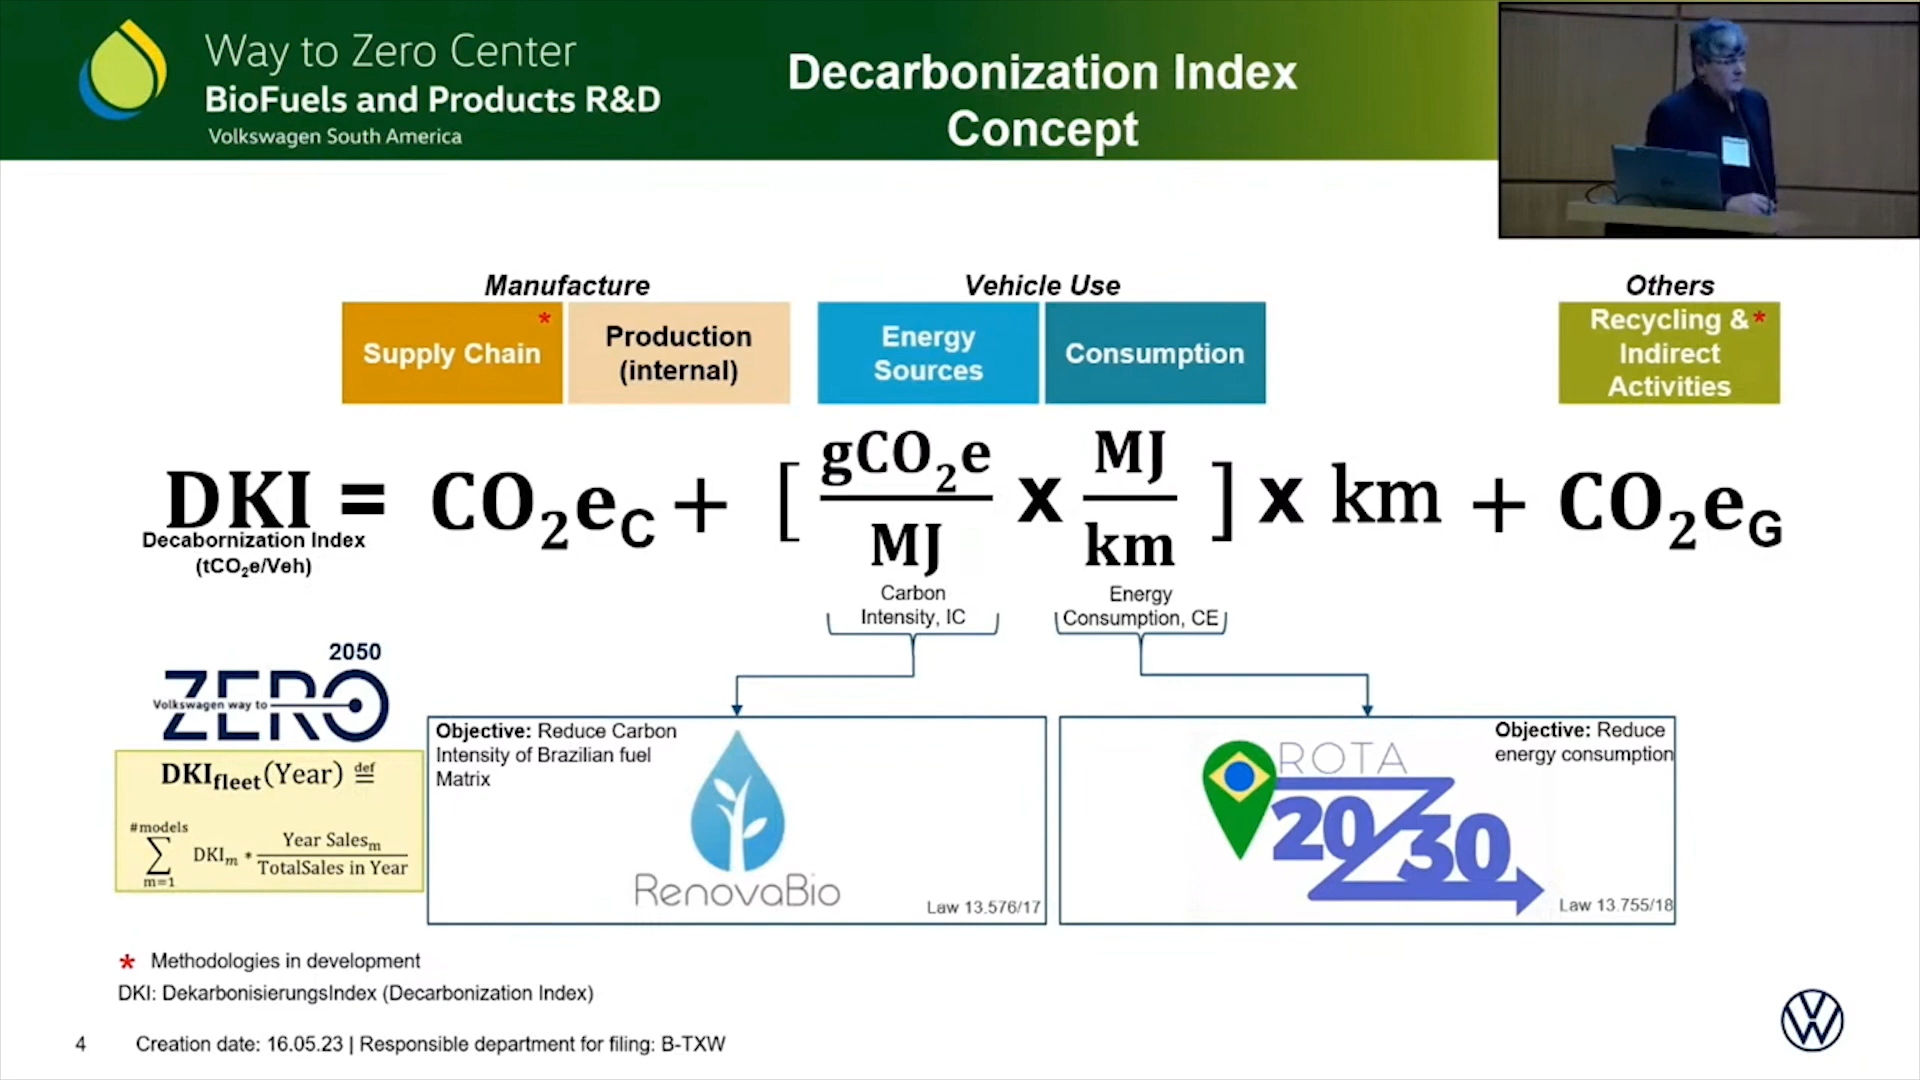 Way to Zero Center
BioFuels and Products R&D
Volkswagen South America
Decarbonization Index
Concept
Manufacture
Vehicle Use
Others
Supply Chain *
Production
(internal)
Energy
Sources
Consumption
Recycling & *
Indirect
Activities
DKI = CO₂e_C + [ gCO₂e/MJ x MJ/km ] x km + CO₂e_G
Decabornization Index
(tCO₂e/Veh)
Carbon
Intensity, IC
Energy
Consumption, CE
2050
ZERO
Volkswagen way to
DKI_fleet(Year) ≝
#models
∑ DKI_m * Year Sales_m / TotalSales in Year
m=1
Objective: Reduce Carbon
Intensity of Brazilian fuel
Matrix
RenovaBio
Law 13.576/17
Objective: Reduce
energy consumption
ROTA
20/30
Law 13.755/18
* Methodologies in development
DKI: DekarbonisierungsIndex (Decarbonization Index)
4 Creation date: 16.05.23 | Responsible department for filing: B-TXW